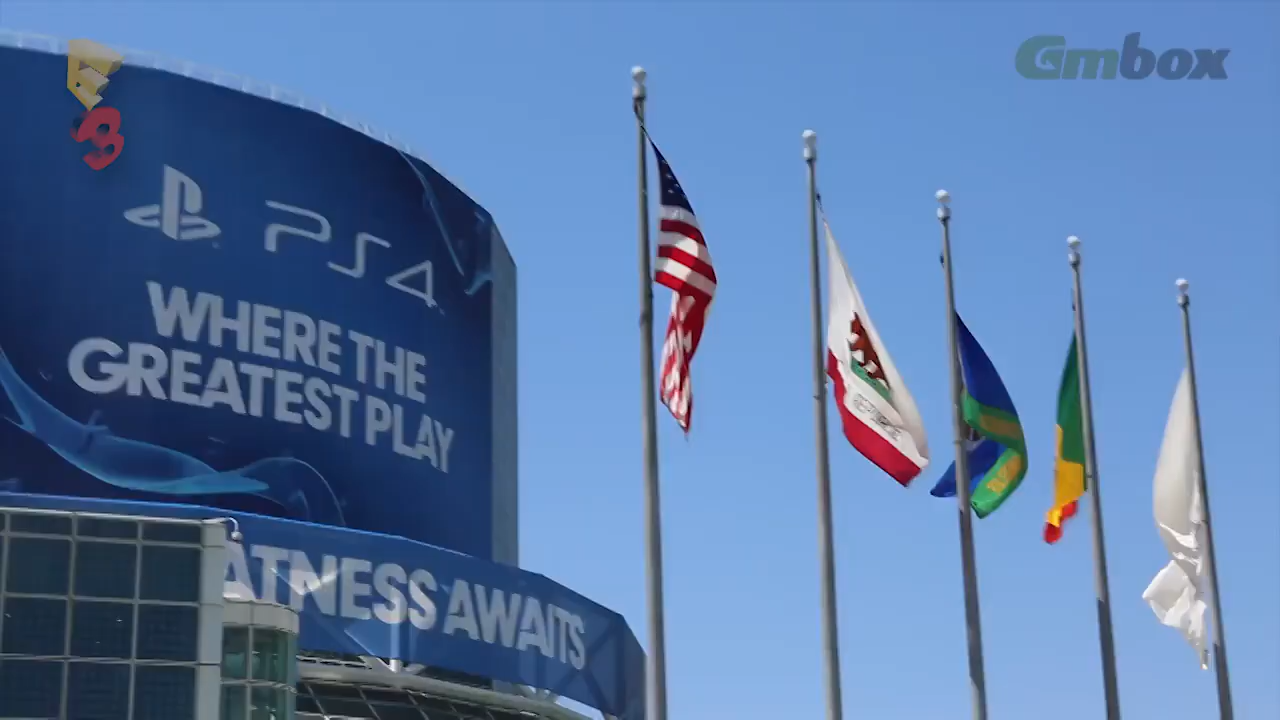 E3
Gmbox
PS4
WHERE THE
GREATEST PLAY
ATNESS AWAITS